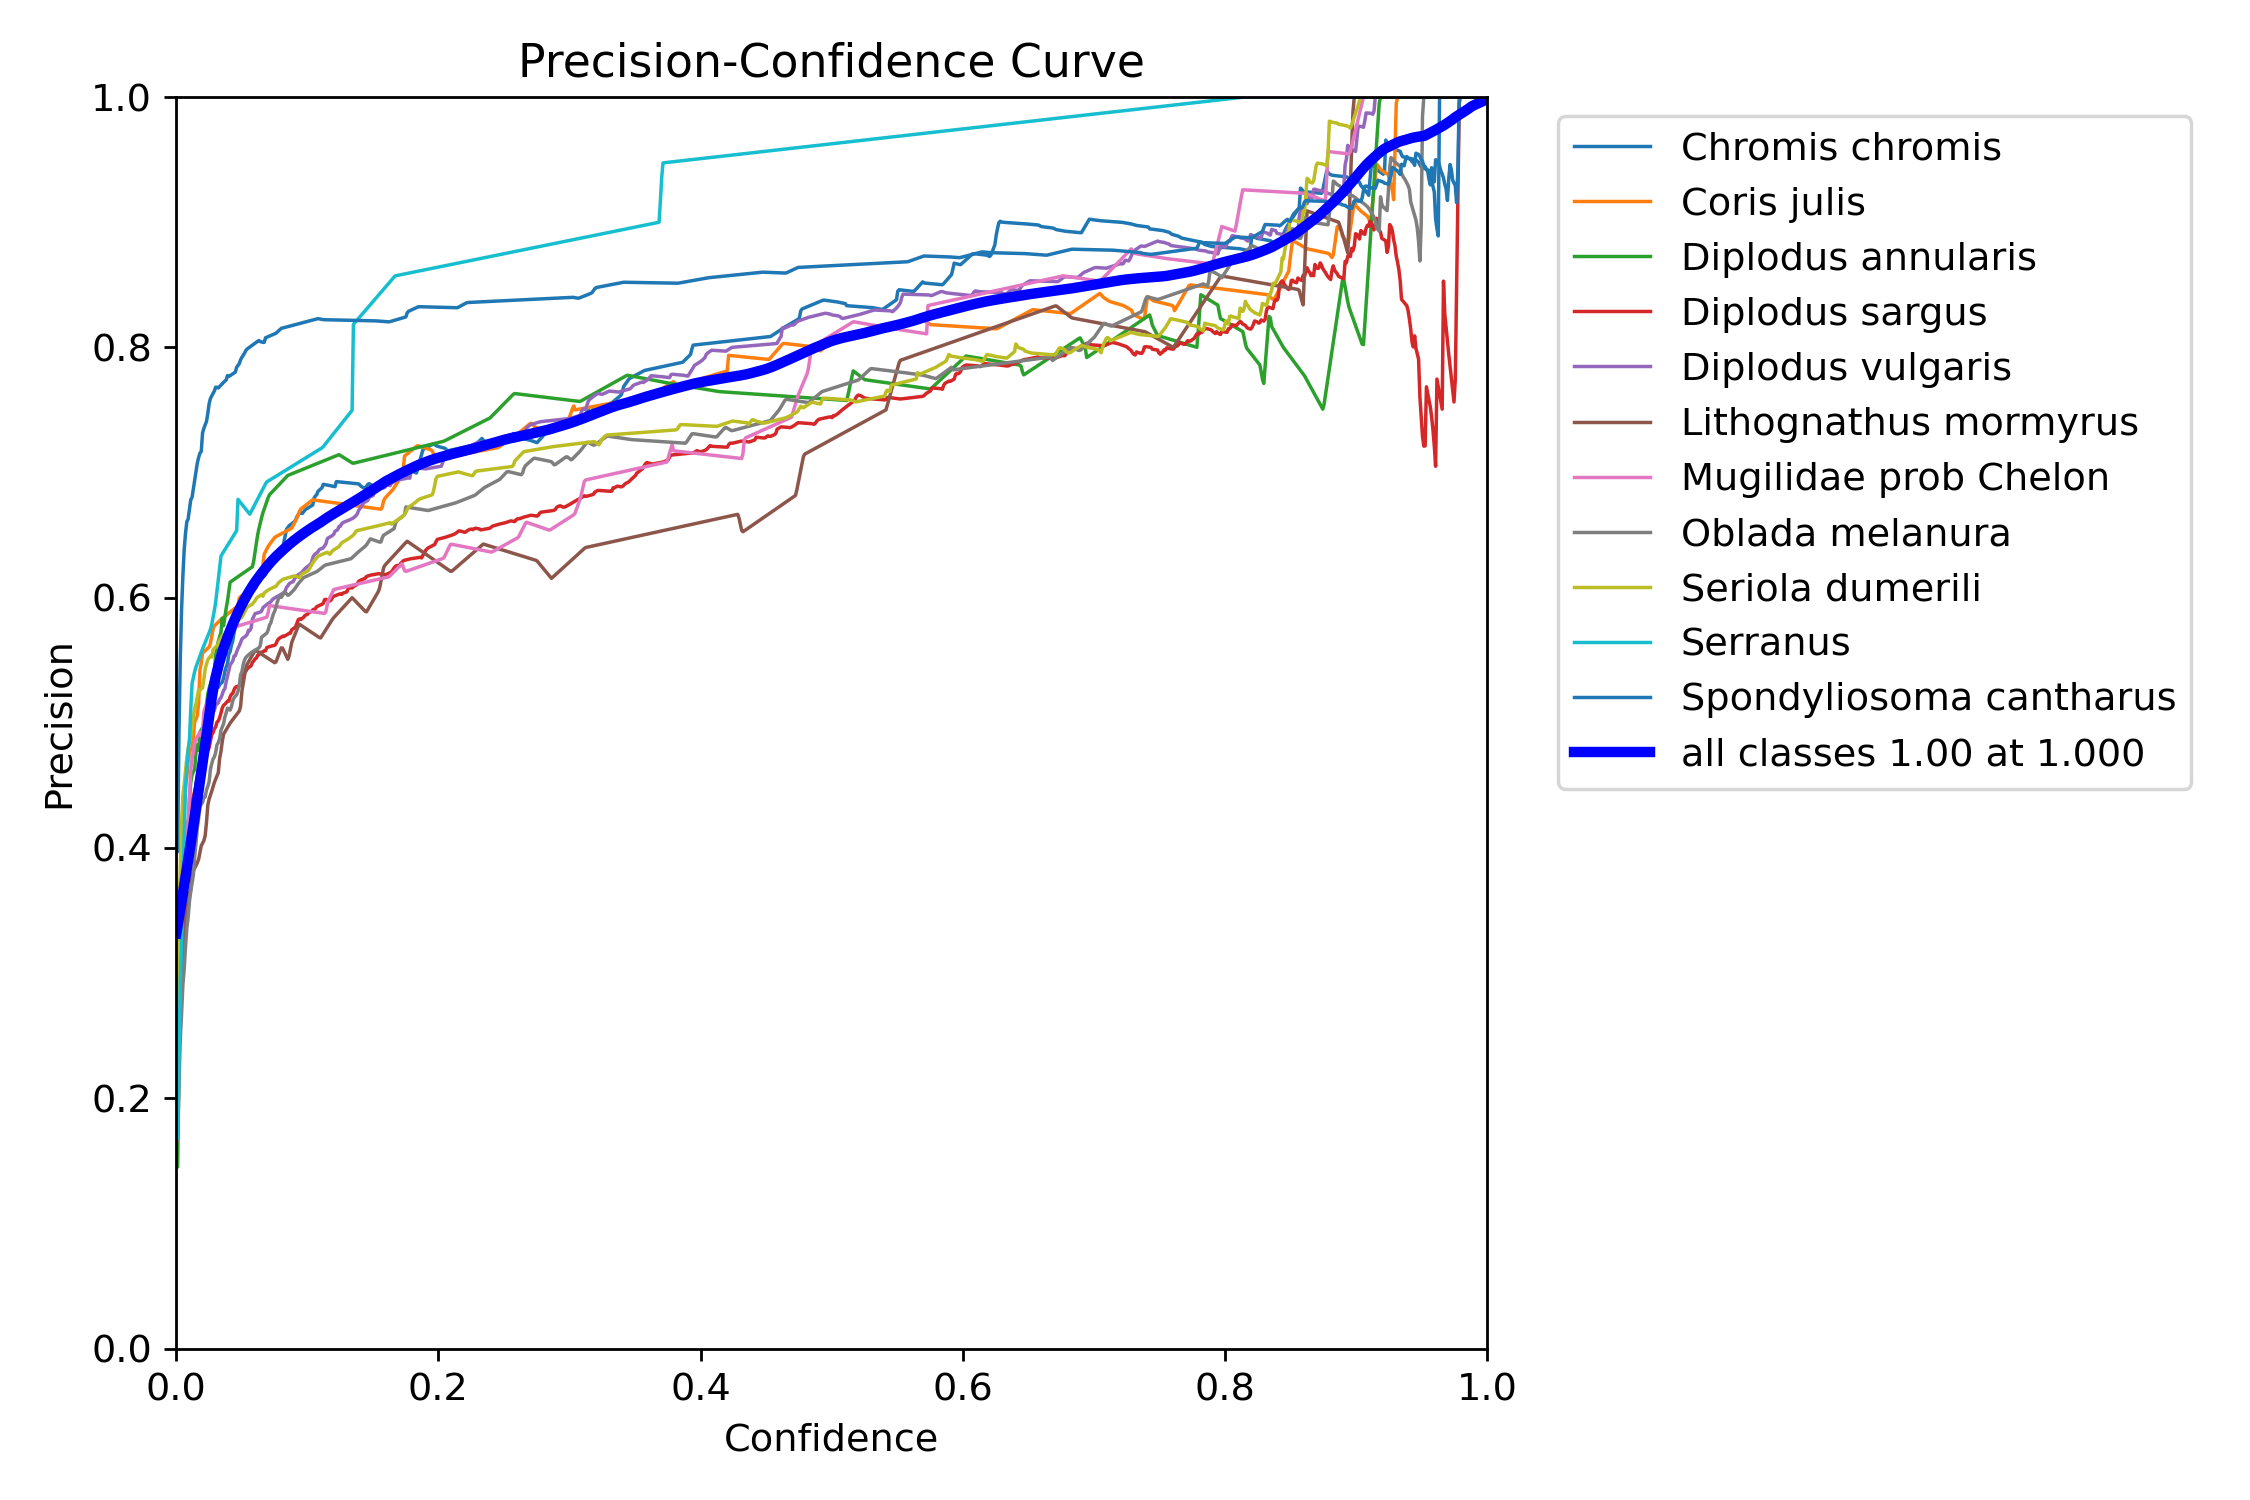 Precision-Confidence Curve
1.0
0.8
0.6
0.4
0.2
0.0
Precision
0.0 0.2 0.4 0.6 0.8 1.0
Confidence
Chromis chromis
Coris julis
Diplodus annularis
Diplodus sargus
Diplodus vulgaris
Lithognathus mormyrus
Mugilidae prob Chelon
Oblada melanura
Seriola dumerili
Serranus
Spondyliosoma cantharus
all classes 1.00 at 1.000